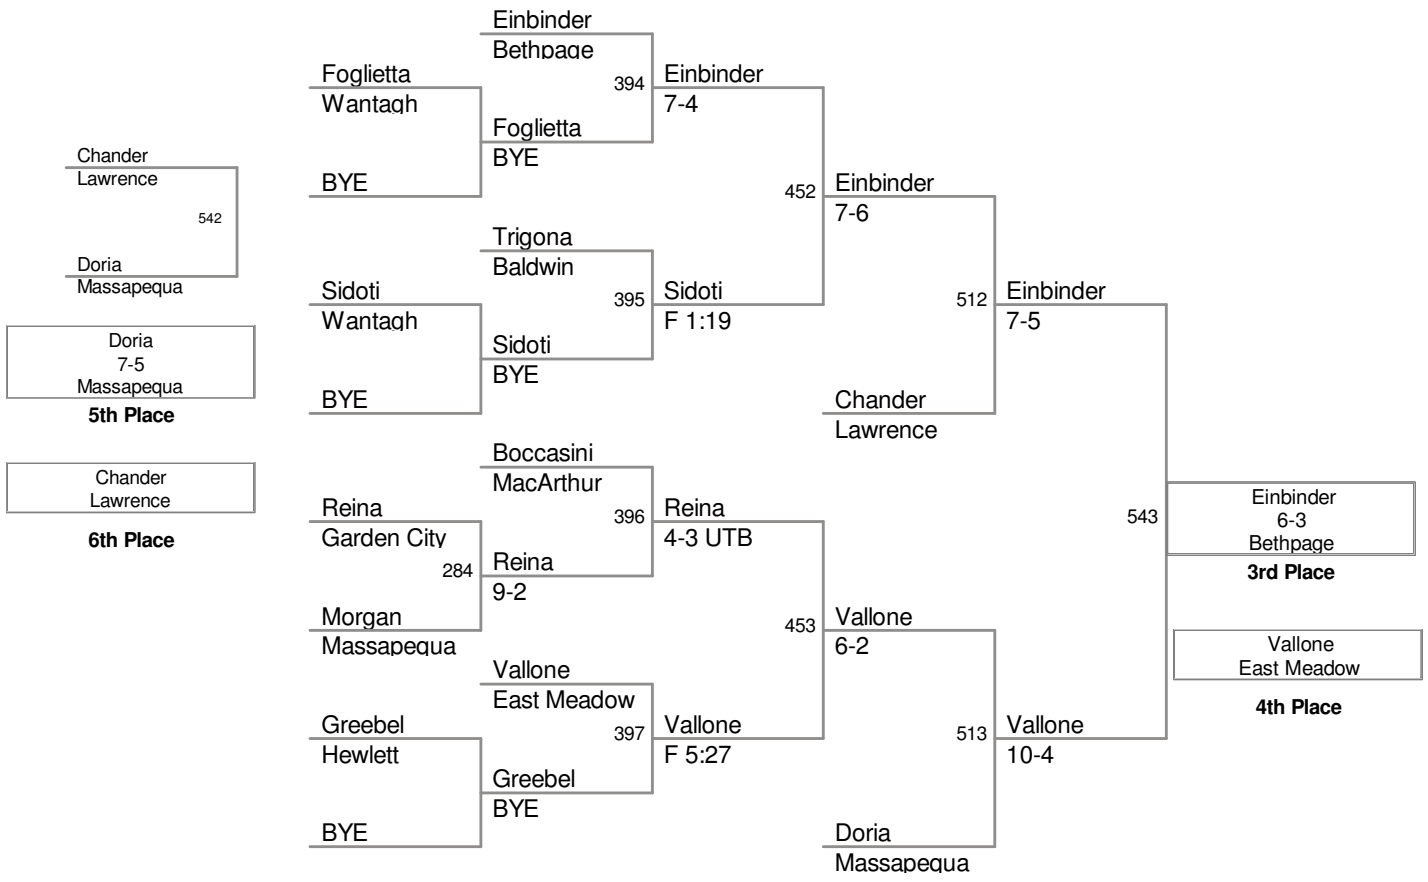 Einbinder
Bethpage
Foglietta
Wantagh
394
Einbinder
7-4
Foglietta
BYE
BYE
Chander
Lawrence
542
Doria
Massapequa
Doria
7-5
Massapequa
5th Place
Chander
Lawrence
6th Place
452
Einbinder
7-6
Trigona
Baldwin
Sidoti
Wantagh
395
Sidoti
F 1:19
Sidoti
BYE
BYE
512
Einbinder
7-5
Chander
Lawrence
Boccasini
MacArthur
Reina
Garden City
396
Reina
4-3 UTB
284
Reina
9-2
Morgan
Massapequa
453
Vallone
6-2
Vallone
East Meadow
Greebel
Hewlett
397
Vallone
F 5:27
Greebel
BYE
BYE
513
Vallone
10-4
Doria
Massapequa
543
Einbinder
6-3
Bethpage
3rd Place
Vallone
East Meadow
4th Place